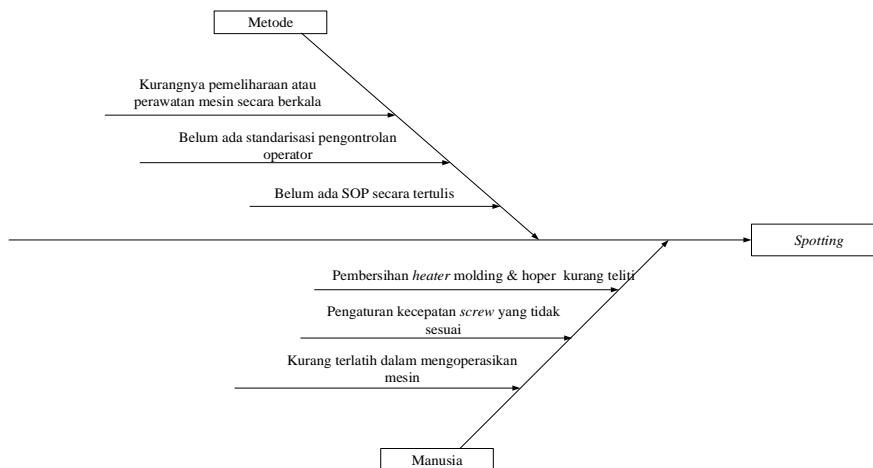 Metode
Kurangnya pemeliharaan atau
perawatan mesin secara berkala
Belum ada standarisasi pengontrolan
operator
Belum ada SOP secara tertulis
Spotting
Pembersihan heater molding & hoper kurang teliti
Pengaturan kecepatan screw yang tidak
sesuai
Kurang terlatih dalam mengoperasikan
mesin
Manusia